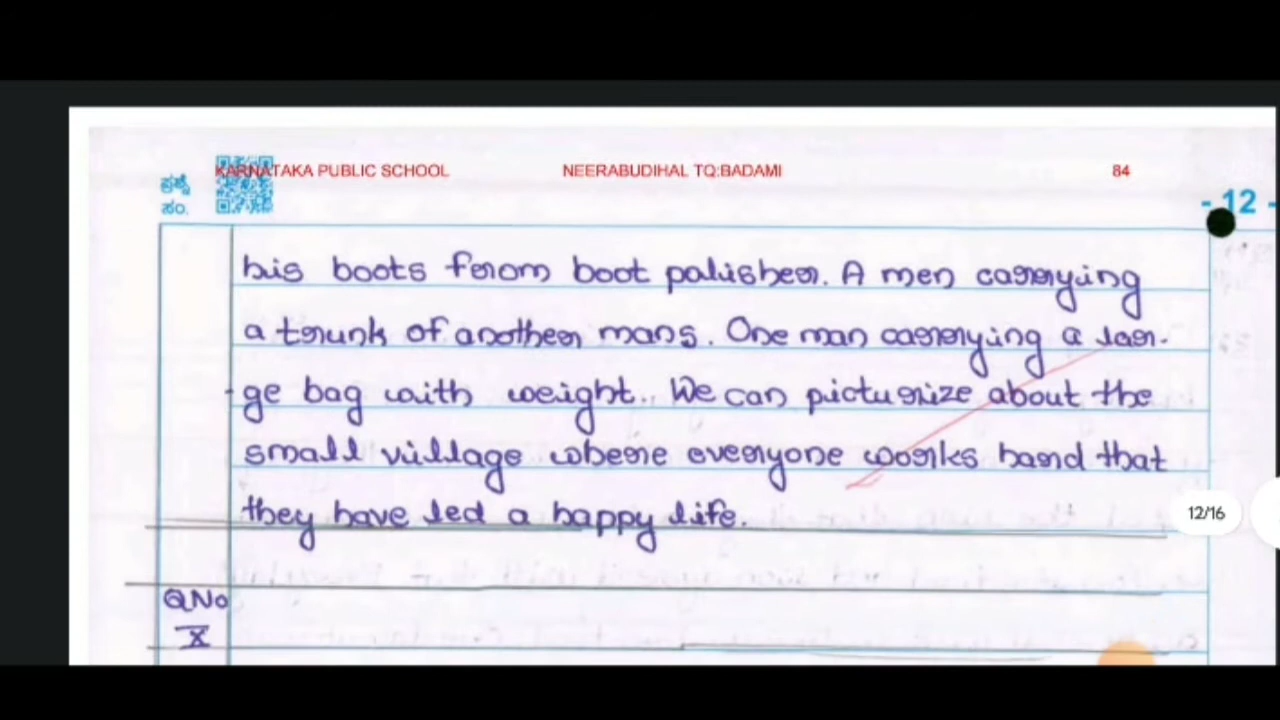 KARNATAKA PUBLIC SCHOOL NEERABUDIHAL TQ:BADAMI 84
ಪ್ರಶ್ನೆ
ಸಂ.
- 12 -
his boots from boot palisher. A men carrying
a trunk of another mans. One man carrying a lar-
-ge bag with weight. We can picturize about the
small village where everyone works hard that
they have led a happy life.
12/16
QNo
X